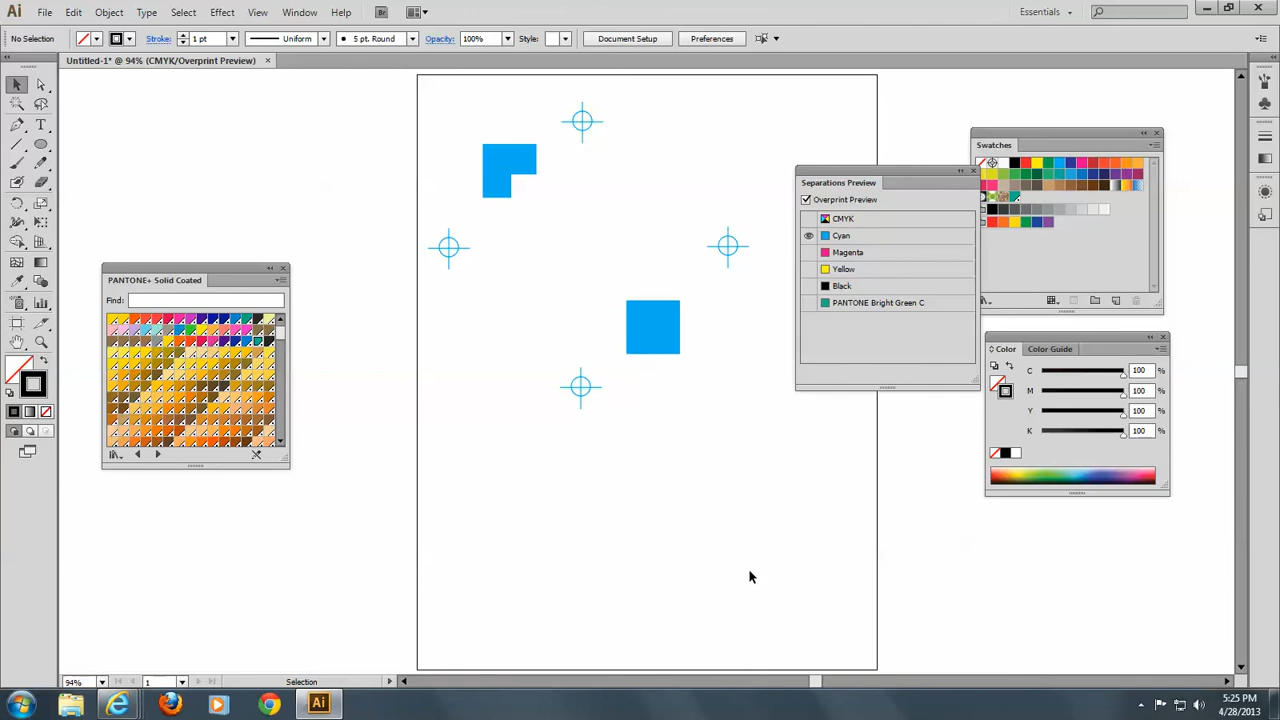 Ai File Edit Object Type Select Effect View Window Help Br Essentials
No Selection Stroke: 1 pt Uniform 5 pt. Round Opacity: 100% Style: Document Setup Preferences
Untitled-1* @ 94% (CMYK/Overprint Preview) ×
Swatches
Separations Preview
Overprint Preview
CMYK
Cyan
Magenta
Yellow
Black
PANTONE Bright Green C
PANTONE+ Solid Coated
Find:
Color Color Guide
C 100 %
M 100 %
Y 100 %
K 100 %
94% 1 Selection
Ai 5:25 PM
4/28/2013